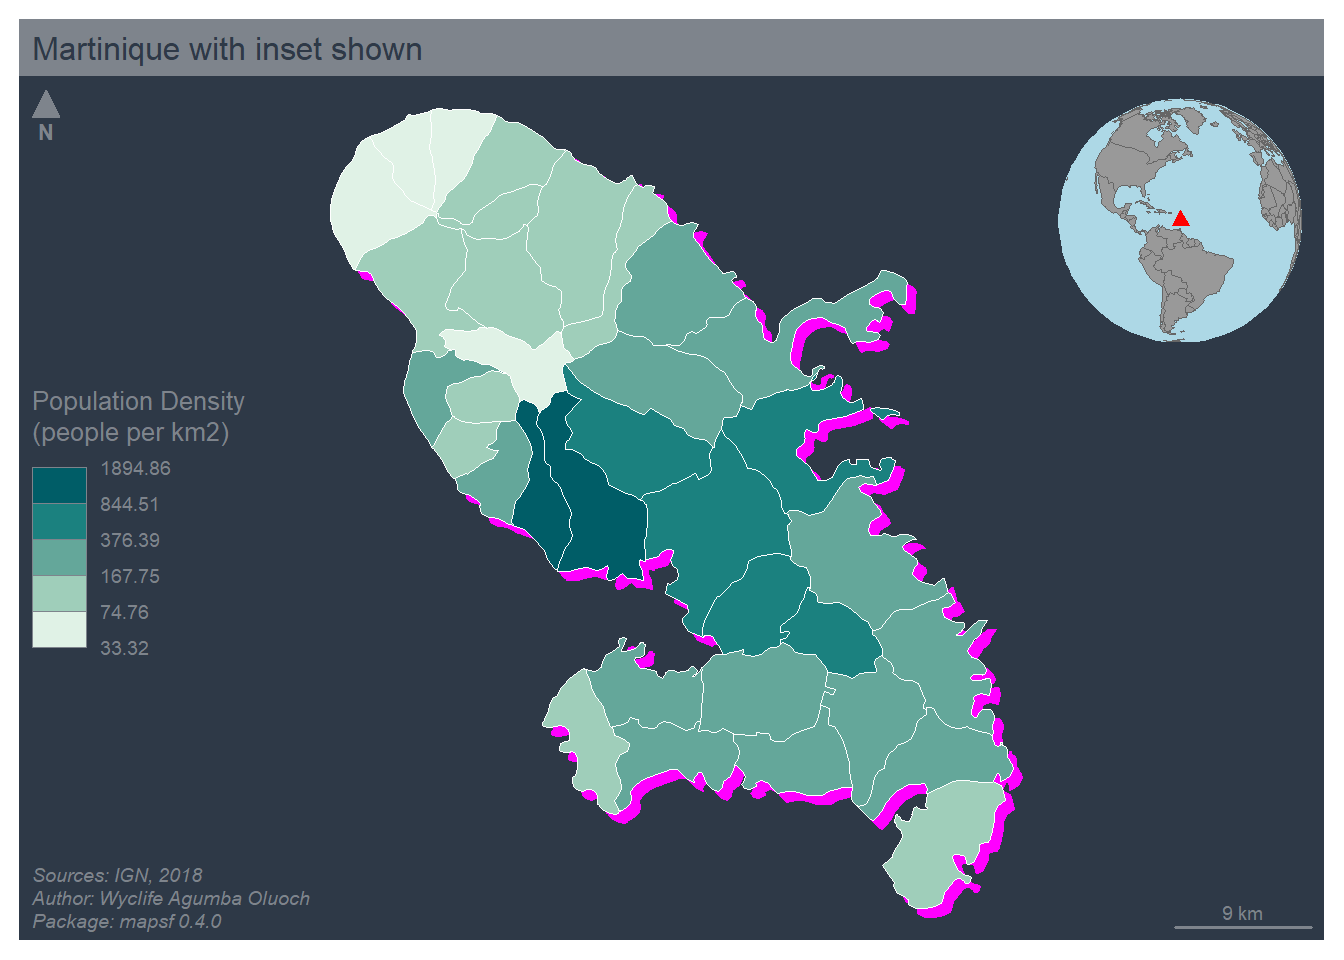 Martinique with inset shown
N
Population Density
(people per km2)
1894.86
844.51
376.39
167.75
74.76
33.32
Sources: IGN, 2018
Author: Wyclife Agumba Oluoch
Package: mapsf 0.4.0
9 km